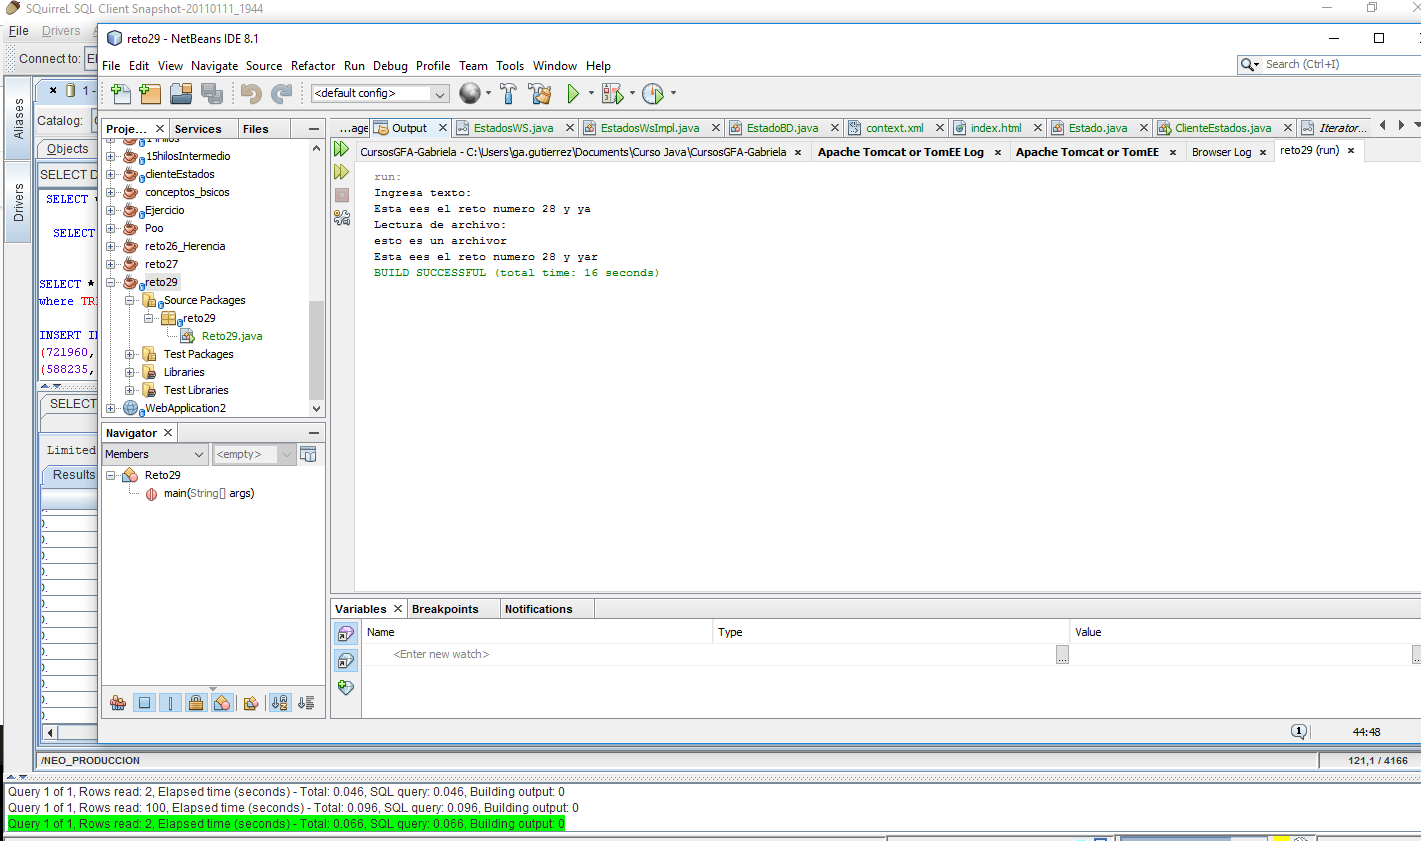 SQuirreL SQL Client Snapshot-20110111_1944
File Drivers
Connect to:
reto29 - NetBeans IDE 8.1
File Edit View Navigate Source Refactor Run Debug Profile Team Tools Window Help
Search (Ctrl+I)
<default config>
Aliases
Drivers
1 -
Catalog:
Objects
SELECT D
SELECT *
SELECT
SELECT *
where TR
INSERT I
(721960,
(588235,
SELECT
Limited
Results
Proje... Services Files
15hilosIntermedio
clienteEstados
conceptos_bsicos
Ejercicio
Poo
reto26_Herencia
reto27
reto29
Source Packages
reto29
Reto29.java
Test Packages
Libraries
Test Libraries
WebApplication2
Navigator
Members <empty>
Reto29
main(String[] args)
...age Output EstadosWS.java EstadosWsImpl.java EstadoBD.java context.xml index.html Estado.java ClienteEstados.java Iterator...
CursosGFA-Gabriela - C:\Users\ga.gutierrez\Documents\Curso Java\CursosGFA-Gabriela Apache Tomcat or TomEE Log Apache Tomcat or TomEE Browser Log reto29 (run)
run:
Ingresa texto:
Esta ees el reto numero 28 y ya
Lectura de archivo:
esto es un archivor
Esta ees el reto numero 28 y yar
BUILD SUCCESSFUL (total time: 16 seconds)
Variables Breakpoints Notifications
Name Type Value
<Enter new watch>
1 44:48
/NEO_PRODUCCION 121,1 / 4166
Query 1 of 1, Rows read: 2, Elapsed time (seconds) - Total: 0.046, SQL query: 0.046, Building output: 0
Query 1 of 1, Rows read: 100, Elapsed time (seconds) - Total: 0.096, SQL query: 0.096, Building output: 0
Query 1 of 1, Rows read: 2, Elapsed time (seconds) - Total: 0.066, SQL query: 0.066, Building output: 0